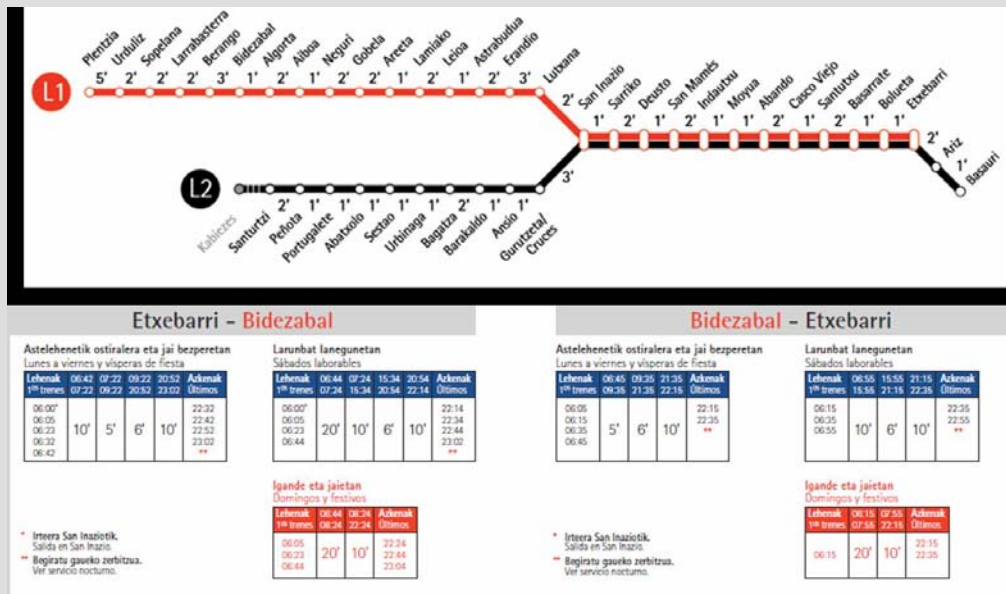 Plentzia
Urduliz
Sopelana
Larrabasterra
Berango
Bidezabal
Algorta
Aiboa
Neguri
Gobela
Areeta
Lamiako
Leioa
Astrabudua
Erandio
Lutxana
San Inazio
Sarriko
Deusto
San Mamés
Indautxu
Moyua
Abando
Casco Viejo
Santutxu
Basarrate
Bolueta
Etxebarri
L1 5' 2' 2' 2' 3' 1' 2' 1' 2' 2' 1' 2' 1' 2' 3' 2' 1' 2' 1' 2' 1' 1' 2' 1' 2' 1' 1' 2'
Ariz
1'
Basauri
L2 3'
2' 1' 1' 1' 1' 1' 2' 1' 1'
Kabiezes
Santurtzi
Peñota
Portugalete
Abatxolo
Sestao
Urbinaga
Bagatza
Barakaldo
Ansio
Gurutzeta/
Cruces
Etxebarri - Bidezabal
Astelehenetik ostiralera eta jai bezperetan
Lunes a viernes y vísperas de fiesta
Lehenak 06:42 07:22 09:22 20:52 Azkenak
1os trenes 07:22 09:22 20:52 23:02 Últimos
06:00*
06:05
06:23
06:32
06:42
10' 5' 6' 10'
22:32
22:42
22:52
23:02
**
Larunbat lanegunetan
Sábados laborables
Lehenak 06:44 07:24 15:34 20:54 Azkenak
1os trenes 07:24 15:34 20:54 22:14 Últimos
06:00*
06:05
06:23
06:44
20' 10' 6' 10'
22:14
22:34
22:44
23:02
**
Igande eta jaietan
Domingos y festivos
Lehenak 06:44 08:24 Azkenak
1os trenes 08:24 22:24 Últimos
06:05
06:23
06:44
20' 10'
22:24
22:44
23:04
* Irteera San Inaziotik.
Salida en San Inazio.
** Begiratu gaueko zerbitzua.
Ver servicio nocturno.
Bidezabal - Etxebarri
Astelehenetik ostiralera eta jai bezperetan
Lunes a viernes y vísperas de fiesta
Lehenak 06:45 09:35 21:35 Azkenak
1os trenes 09:35 21:35 22:15 Últimos
06:05
06:15
06:35
06:45
5' 6' 10'
22:15
22:35
**
Larunbat lanegunetan
Sábados laborables
Lehenak 06:55 15:55 21:15 Azkenak
1os trenes 15:55 21:15 22:35 Últimos
06:15
06:35
06:55
10' 6' 10'
22:35
22:55
**
Igande eta jaietan
Domingos y festivos
Lehenak 06:15 07:55 Azkenak
1os trenes 07:55 22:15 Últimos
06:15
20' 10'
22:15
22:35
* Irteera San Inaziotik.
Salida en San Inazio.
** Begiratu gaueko zerbitzua.
Ver servicio nocturno.